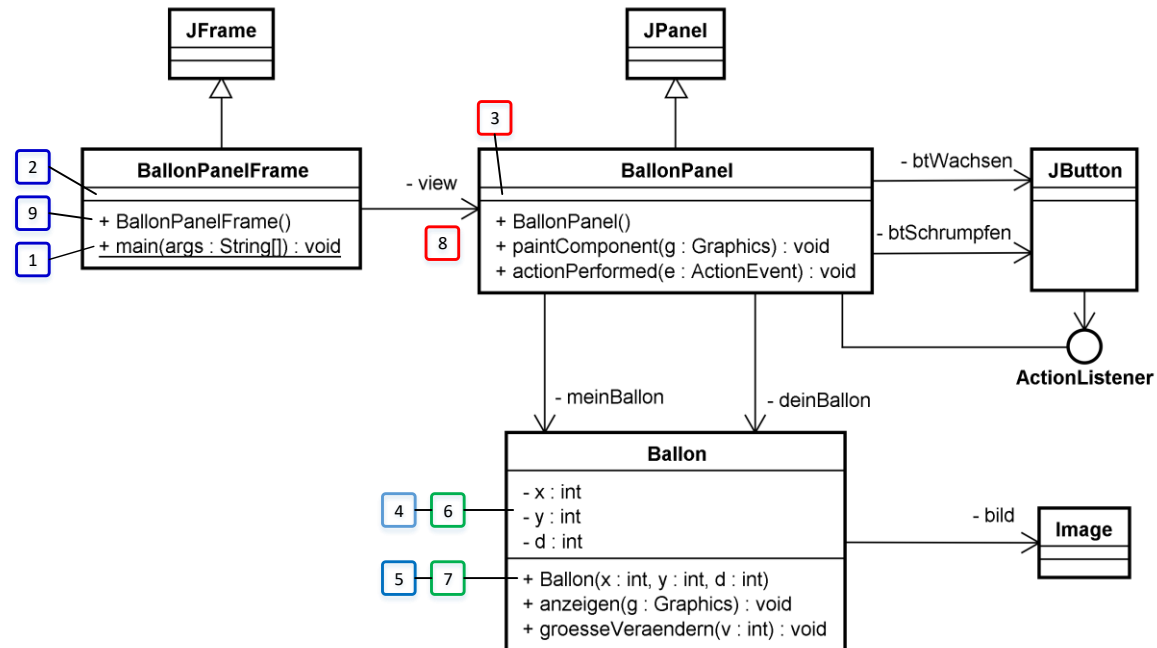 JFrame
JPanel
3
2
BallonPanelFrame
- view
BallonPanel
- btWachsen
JButton
9
+ BallonPanelFrame()
1
+ main(args : String[]) : void
8
+ BallonPanel()
+ paintComponent(g : Graphics) : void
+ actionPerformed(e : ActionEvent) : void
- btSchrumpfen
ActionListener
- meinBallon
- deinBallon
Ballon
4
6
- x : int
- y : int
- d : int
- bild
Image
5
7
+ Ballon(x : int, y : int, d : int)
+ anzeigen(g : Graphics) : void
+ groesseVeraendern(v : int) : void